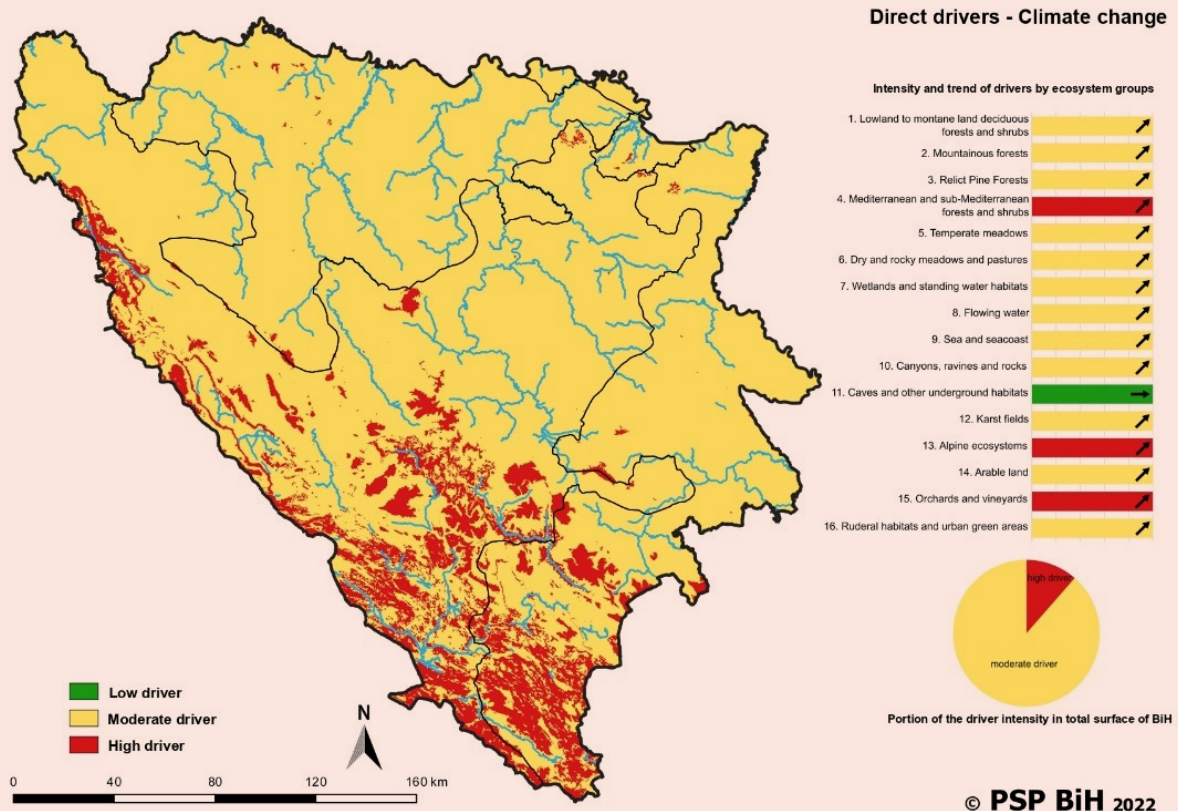 Direct drivers - Climate change
Intensity and trend of drivers by ecosystem groups
1. Lowland to montane land deciduous
forests and shrubs
2. Mountainous forests
3. Relict Pine Forests
4. Mediterranean and sub-Mediterranean
forests and shrubs
5. Temperate meadows
6. Dry and rocky meadows and pastures
7. Wetlands and standing water habitats
8. Flowing water
9. Sea and seacoast
10. Canyons, ravines and rocks
11. Caves and other underground habitats
12. Karst fields
13. Alpine ecosystems
14. Arable land
15. Orchards and vineyards
16. Ruderal habitats and urban green areas
high driver
moderate driver
Portion of the driver intensity in total surface of BiH
Low driver
Moderate driver
High driver
N
0 40 80 120 160 km
© PSP BiH 2022